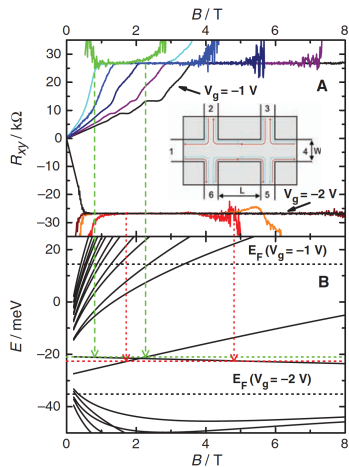 B / T
0 2 4 6 8
30
20
10
0
-10
-20
-30
R_xy / kΩ
A
V_g = −1 V
2 3
1 4 W
L
6 5
V_g = −2 V
20
0
-20
-40
E / meV
E_F (V_g = −1 V)
B
E_F (V_g = −2 V)
0 2 4 6 8
B / T